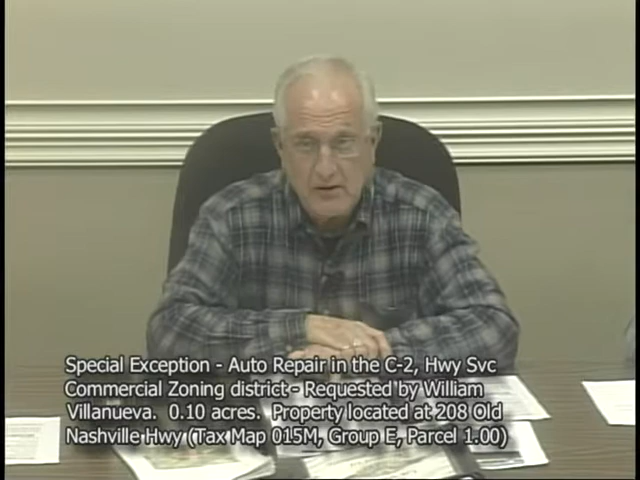 Special Exception - Auto Repair in the C-2, Hwy Svc
Commercial Zoning district - Requested by William
Villanueva.  0.10 acres.  Property located at 208 Old
Nashville Hwy (Tax Map 015M, Group E, Parcel 1.00)